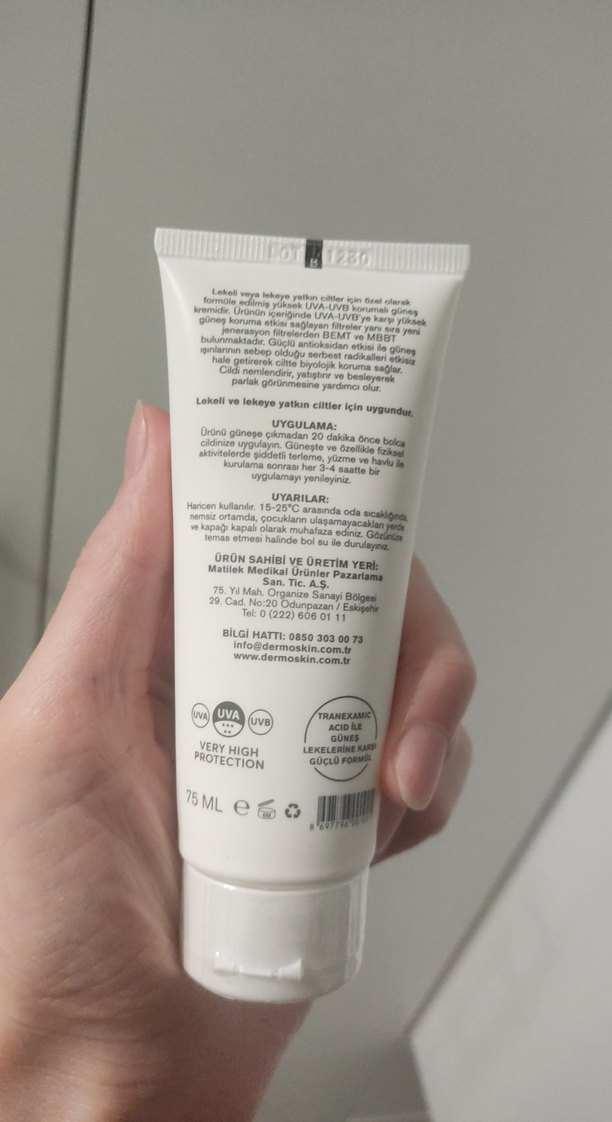 LOT 1230
Lekeli veya lekeye yatkın ciltler için özel olarak
formüle edilmiş yüksek UVA-UVB korumalı güneş
kremidir. Ürünün içeriğinde UVA-UVB'ye karşı yüksek
güneş koruma etkisi sağlayan filtreler yanı sıra yeni
jenerasyon filtrelerden BEMT ve MBBT
bulunmaktadır. Güçlü antioksidan etkisi ile güneş
ışınlarının sebep olduğu serbest radikalleri etkisiz
hale getirerek ciltte biyolojik koruma sağlar.
Cildi nemlendirir, yatıştırır ve besleyerek
parlak görünmesine yardımcı olur.
Lekeli ve lekeye yatkın ciltler için uygundur.
UYGULAMA:
Ürünü güneşe çıkmadan 20 dakika önce bolca
cildinize uygulayın. Güneşte ve özellikle fiziksel
aktivitelerde şiddetli terleme, yüzme ve havlu ile
kurulama sonrası her 3-4 saatte bir
uygulamayı yenileyiniz.
UYARILAR:
Haricen kullanılır. 15-25°C arasında oda sıcaklığında,
nemsiz ortamda, çocukların ulaşamayacakları yerde
ve kapağı kapalı olarak muhafaza ediniz. Gözünüze
temas etmesi halinde bol su ile durulayınız.
ÜRÜN SAHİBİ VE ÜRETİM YERİ:
Matilek Medikal Ürünler Pazarlama
San. Tic. A.Ş.
75. Yıl Mah. Organize Sanayi Bölgesi
29. Cad. No:20 Odunpazarı / Eskişehir
Tel: 0 (222) 606 01 11
BİLGİ HATTI: 0850 303 00 73
info@dermoskin.com.tr
www.dermoskin.com.tr
UVA UVA UVB
VERY HIGH
PROTECTION
TRANEXAMIC
ACID İLE
GÜNEŞ
LEKELERİNE KARŞI
GÜÇLÜ FORMÜL
75 ML e